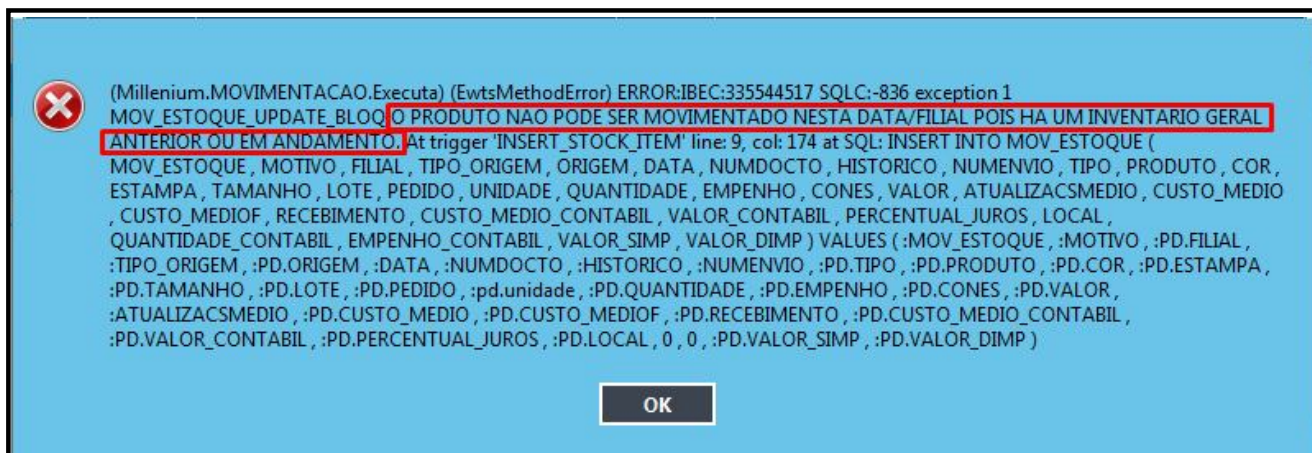 (Millenium.MOVIMENTACAO.Executa) (EwtsMethodError) ERROR:IBEC:335544517 SQLC:-836 exception 1
MOV_ESTOQUE_UPDATE_BLOQ O PRODUTO NAO PODE SER MOVIMENTADO NESTA DATA/FILIAL POIS HA UM INVENTARIO GERAL
ANTERIOR OU EM ANDAMENTO. At trigger 'INSERT_STOCK_ITEM' line: 9, col: 174 at SQL: INSERT INTO MOV_ESTOQUE (
MOV_ESTOQUE , MOTIVO , FILIAL , TIPO_ORIGEM , ORIGEM , DATA , NUMDOCTO , HISTORICO , NUMENVIO , TIPO , PRODUTO , COR ,
ESTAMPA , TAMANHO , LOTE , PEDIDO , UNIDADE , QUANTIDADE , EMPENHO , CONES , VALOR , ATUALIZACSMEDIO , CUSTO_MEDIO
, CUSTO_MEDIOF , RECEBIMENTO , CUSTO_MEDIO_CONTABIL , VALOR_CONTABIL , PERCENTUAL_JUROS , LOCAL ,
QUANTIDADE_CONTABIL , EMPENHO_CONTABIL , VALOR_SIMP , VALOR_DIMP ) VALUES ( :MOV_ESTOQUE , :MOTIVO , :PD.FILIAL ,
:TIPO_ORIGEM , :PD.ORIGEM , :DATA , :NUMDOCTO , :HISTORICO , :NUMENVIO , :PD.TIPO , :PD.PRODUTO , :PD.COR , :PD.ESTAMPA ,
:PD.TAMANHO , :PD.LOTE , :PD.PEDIDO , :pd.unidade , :PD.QUANTIDADE , :PD.EMPENHO , :PD.CONES , :PD.VALOR ,
:ATUALIZACSMEDIO , :PD.CUSTO_MEDIO , :PD.CUSTO_MEDIOF , :PD.RECEBIMENTO , :PD.CUSTO_MEDIO_CONTABIL ,
:PD.VALOR_CONTABIL , :PD.PERCENTUAL_JUROS , :PD.LOCAL , 0 , 0 , :PD.VALOR_SIMP , :PD.VALOR_DIMP )
OK